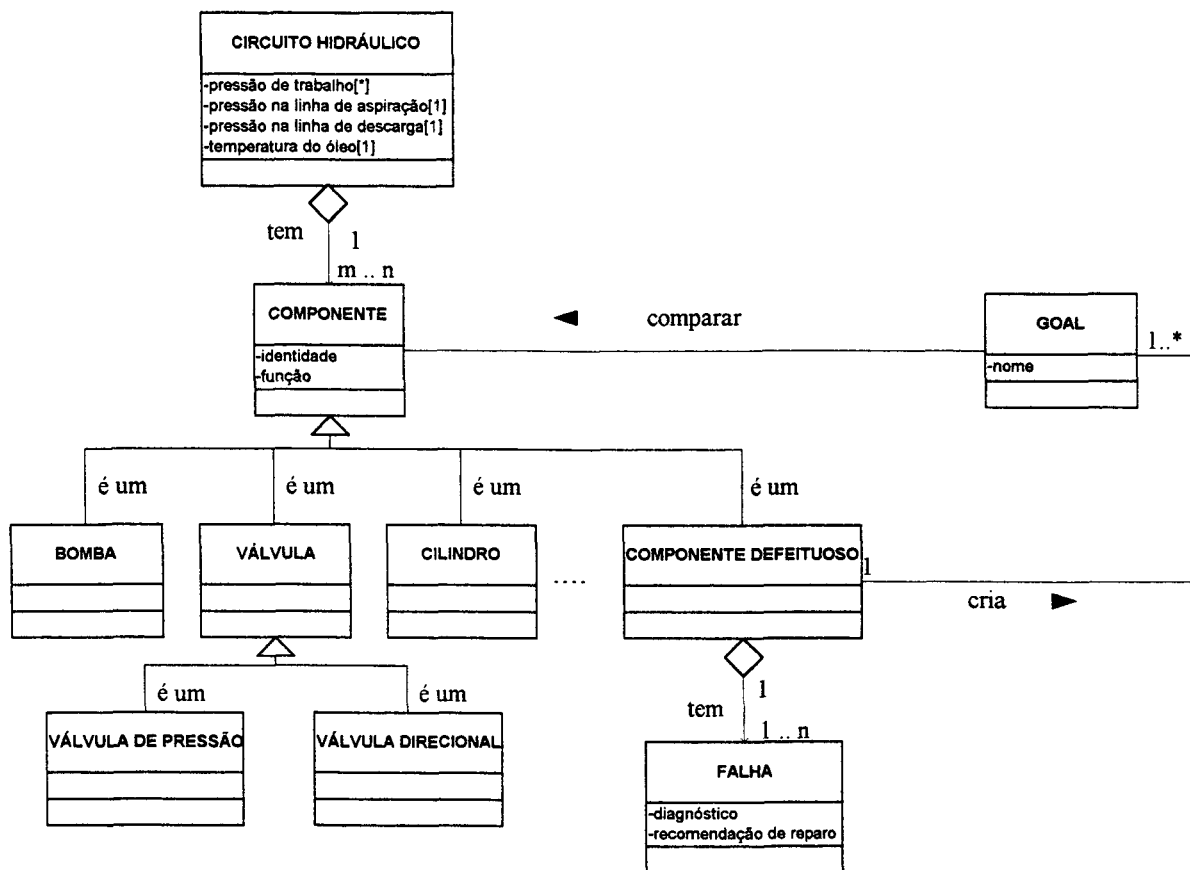 CIRCUITO HIDRÁULICO
-pressão de trabalho[*]
-pressão na linha de aspiração[1]
-pressão na linha de descarga[1]
-temperatura do óleo[1]
tem
1
m .. n
COMPONENTE
-identidade
-função
comparar
GOAL
-nome
1..*
é um
é um
é um
é um
BOMBA
VÁLVULA
CILINDRO
....
COMPONENTE DEFEITUOSO
1
cria
é um
é um
VÁLVULA DE PRESSÃO
VÁLVULA DIRECIONAL
tem
1
1 .. n
FALHA
-diagnóstico
-recomendação de reparo